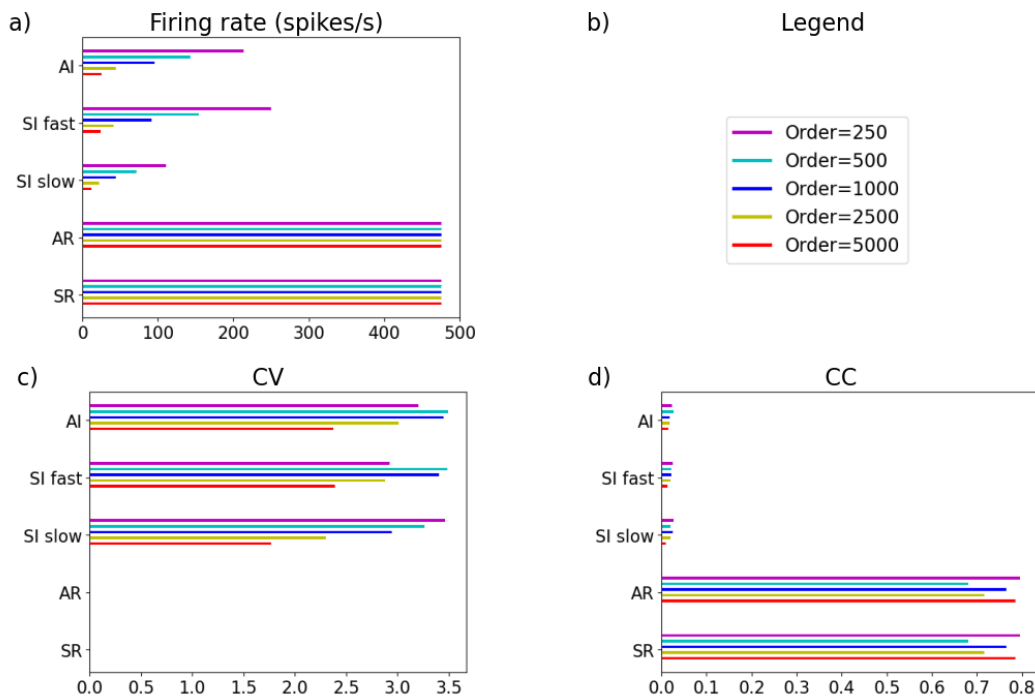 a)
Firing rate (spikes/s)
AI
SI fast
SI slow
AR
SR
0 100 200 300 400 500
b)
Legend
Order=250
Order=500
Order=1000
Order=2500
Order=5000
c)
CV
AI
SI fast
SI slow
AR
SR
0.0 0.5 1.0 1.5 2.0 2.5 3.0 3.5
d)
CC
AI
SI fast
SI slow
AR
SR
0.0 0.1 0.2 0.3 0.4 0.5 0.6 0.7 0.8